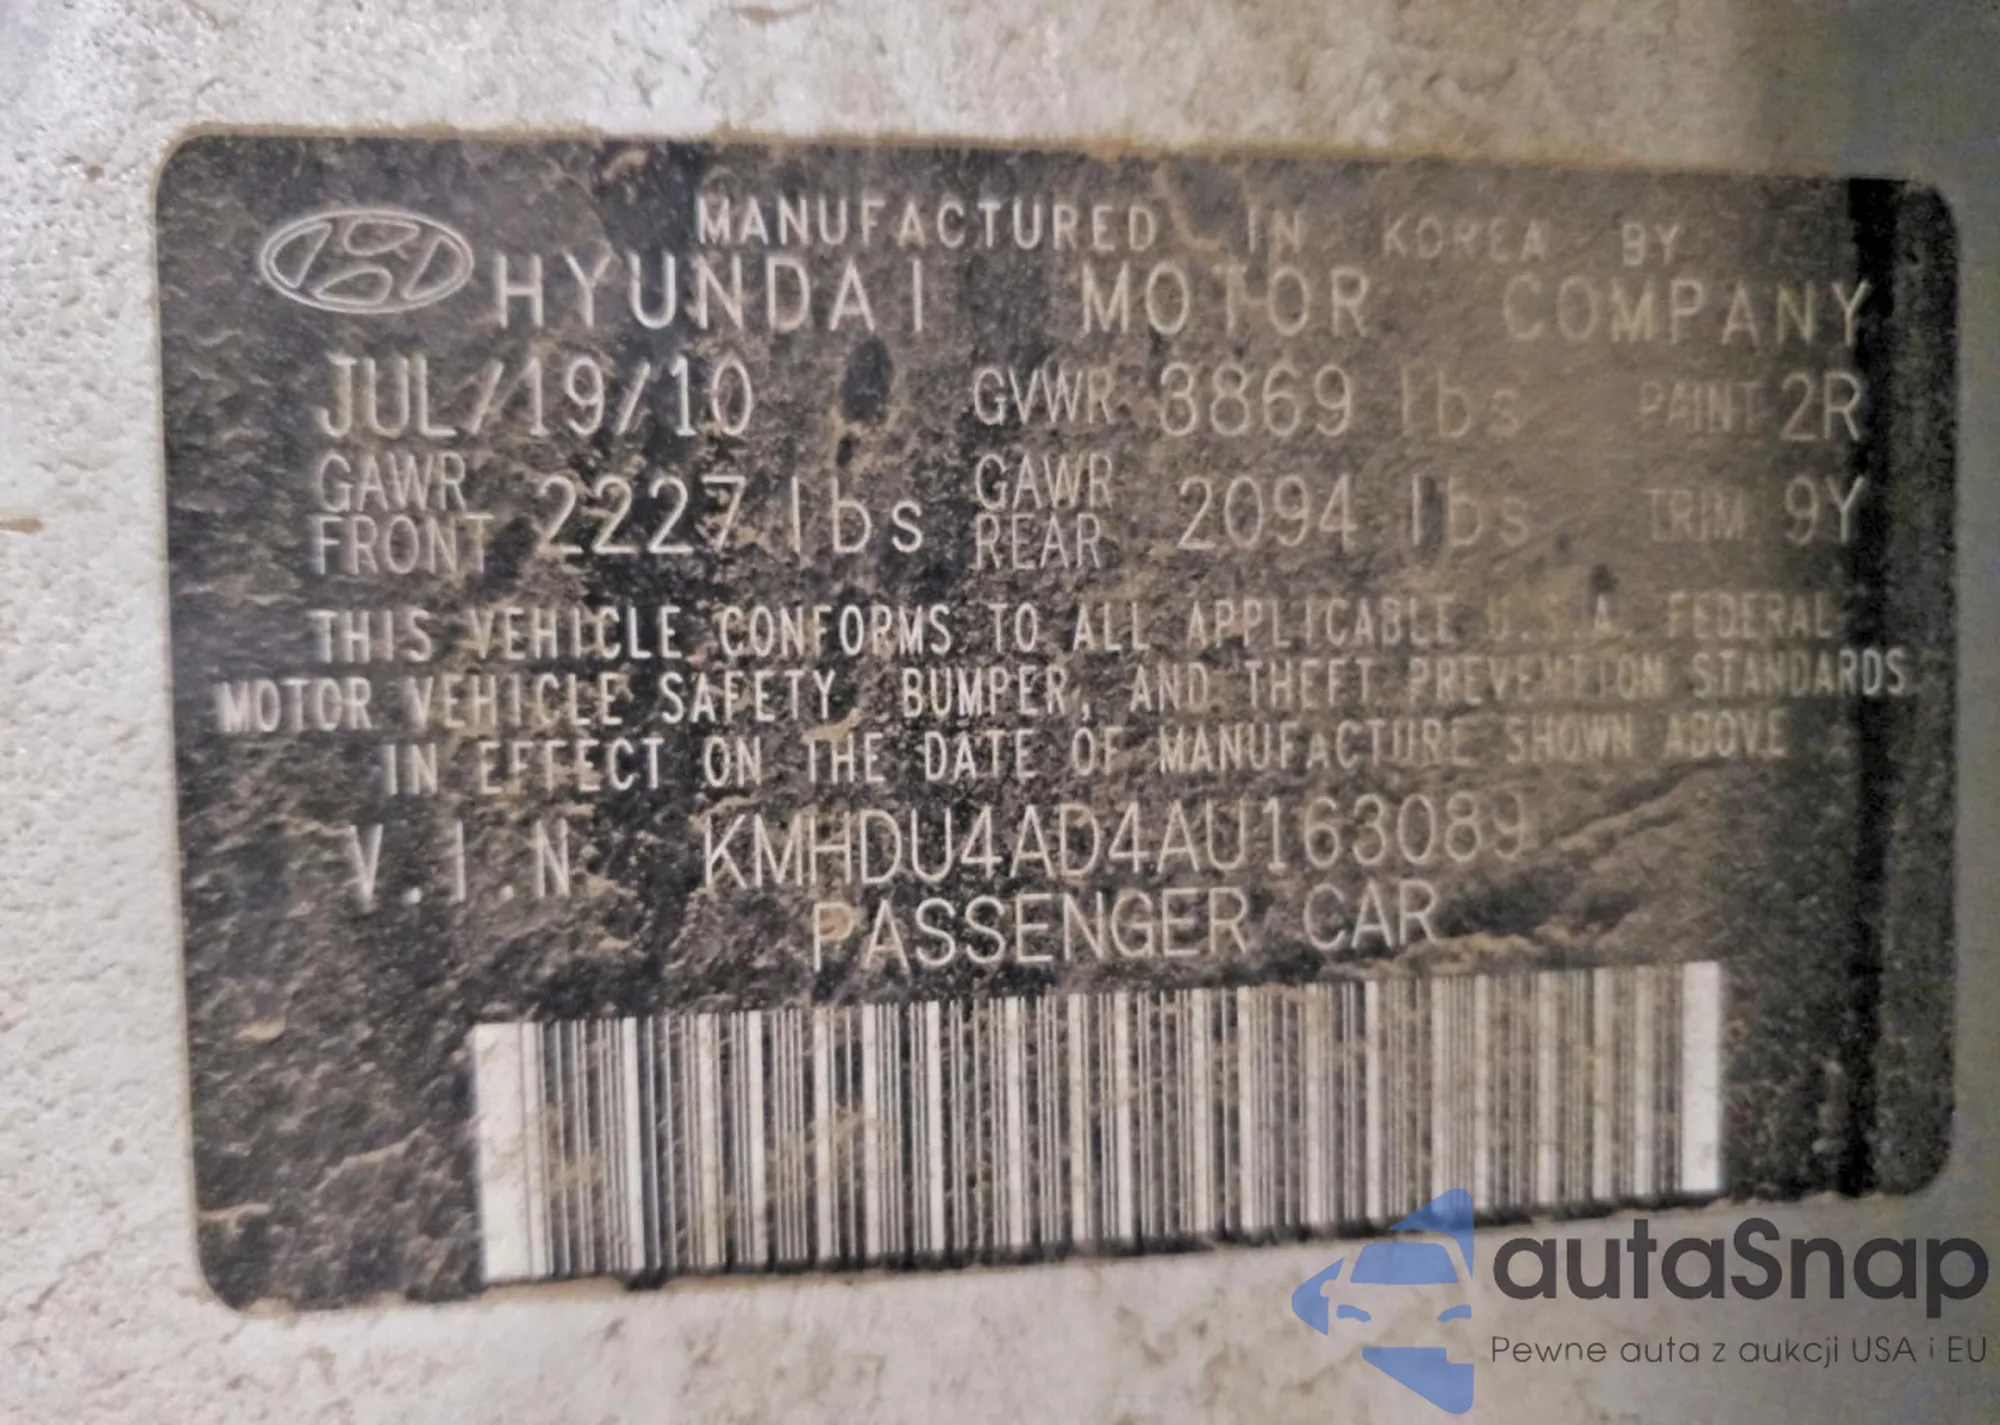 MANUFACTURED IN KOREA BY
HYUNDAI MOTOR COMPANY
JUL/19/10 GVWR 3869 lbs PAINT 2R
GAWR FRONT 2227 lbs GAWR REAR 2094 lbs TRIM 9Y
THIS VEHICLE CONFORMS TO ALL APPLICABLE U.S.A. FEDERAL
MOTOR VEHICLE SAFETY, BUMPER, AND THEFT PREVENTION STANDARDS
IN EFFECT ON THE DATE OF MANUFACTURE SHOWN ABOVE
V.I.N KMHDU4AD4AU163089
PASSENGER CAR
autaSnap
Pewne auta z aukcji USA i EU